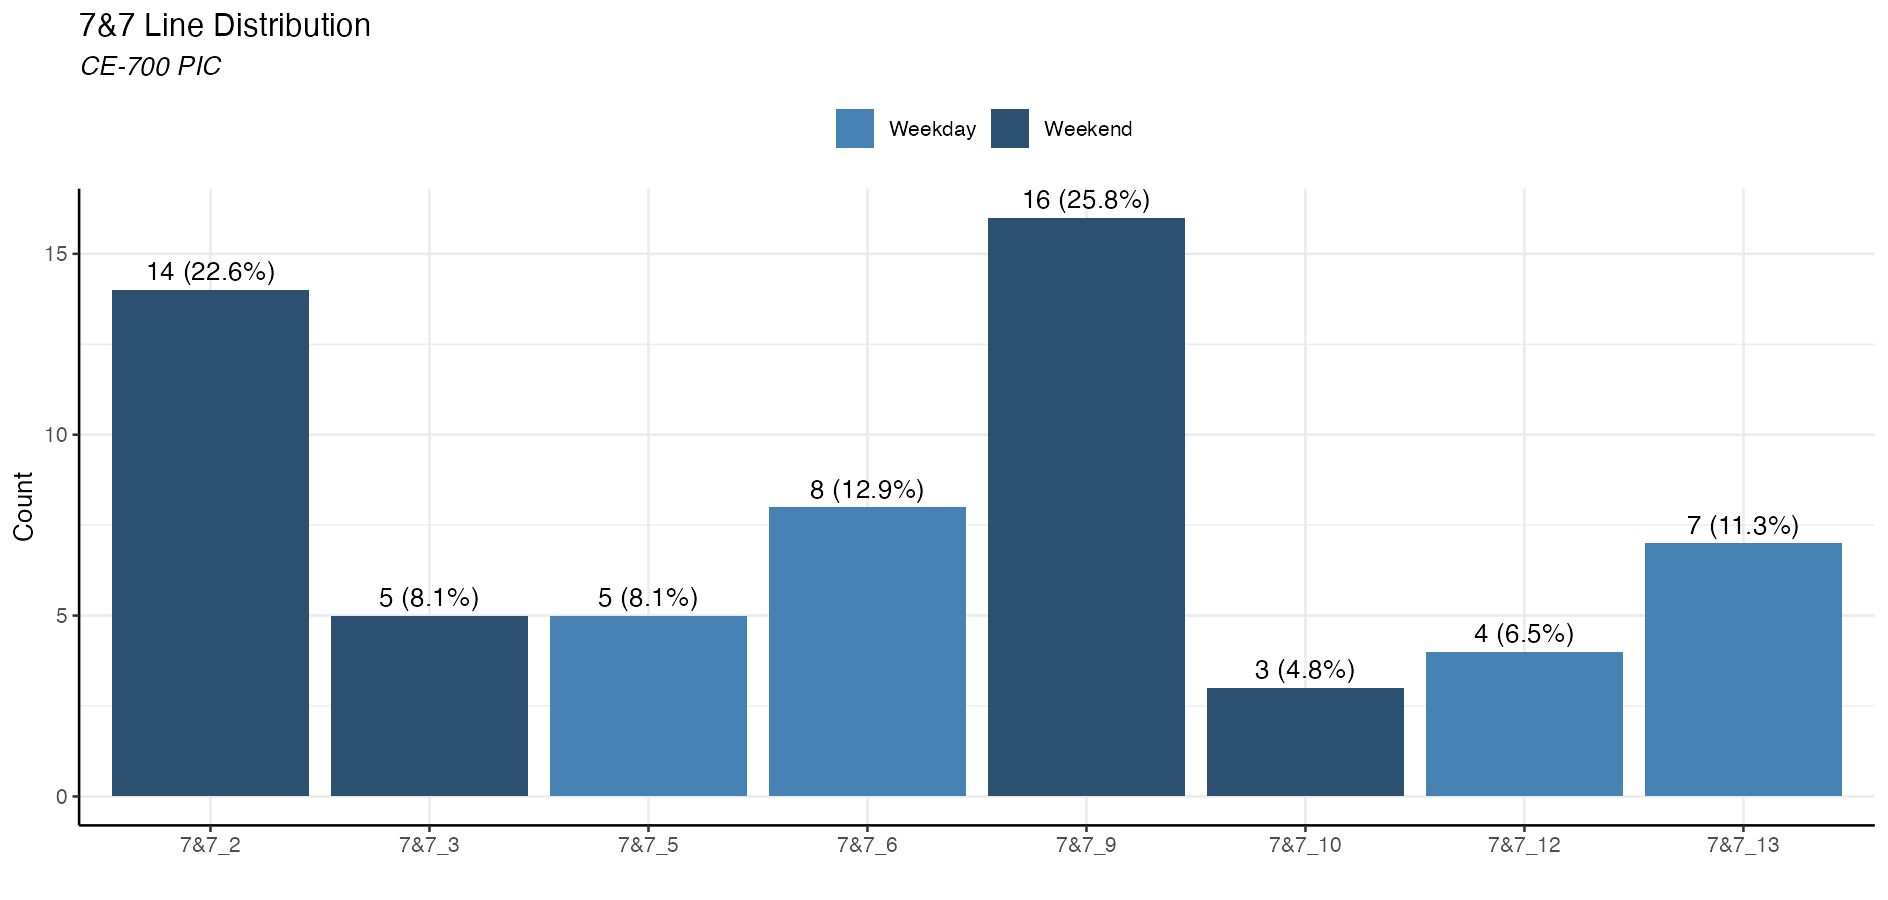 7&7 Line Distribution
CE-700 PIC
Weekday Weekend
16 (25.8%)
14 (22.6%)
8 (12.9%)
7 (11.3%)
5 (8.1%) 5 (8.1%)
4 (6.5%)
3 (4.8%)
15
10
5
0
Count
7&7_2 7&7_3 7&7_5 7&7_6 7&7_9 7&7_10 7&7_12 7&7_13